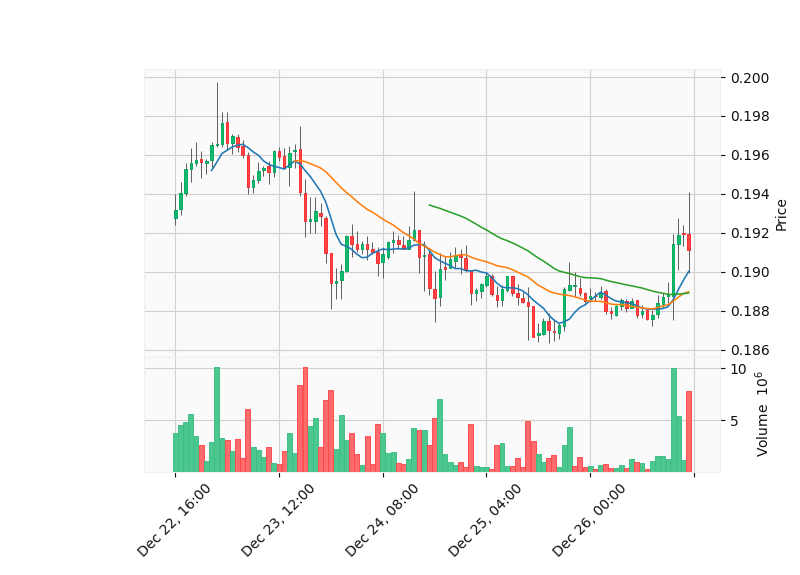 0.200
0.198
0.196
0.194
0.192
0.190
0.188
0.186
Price
10
5
Volume 10^6
Dec 22, 16:00
Dec 23, 12:00
Dec 24, 08:00
Dec 25, 04:00
Dec 26, 00:00